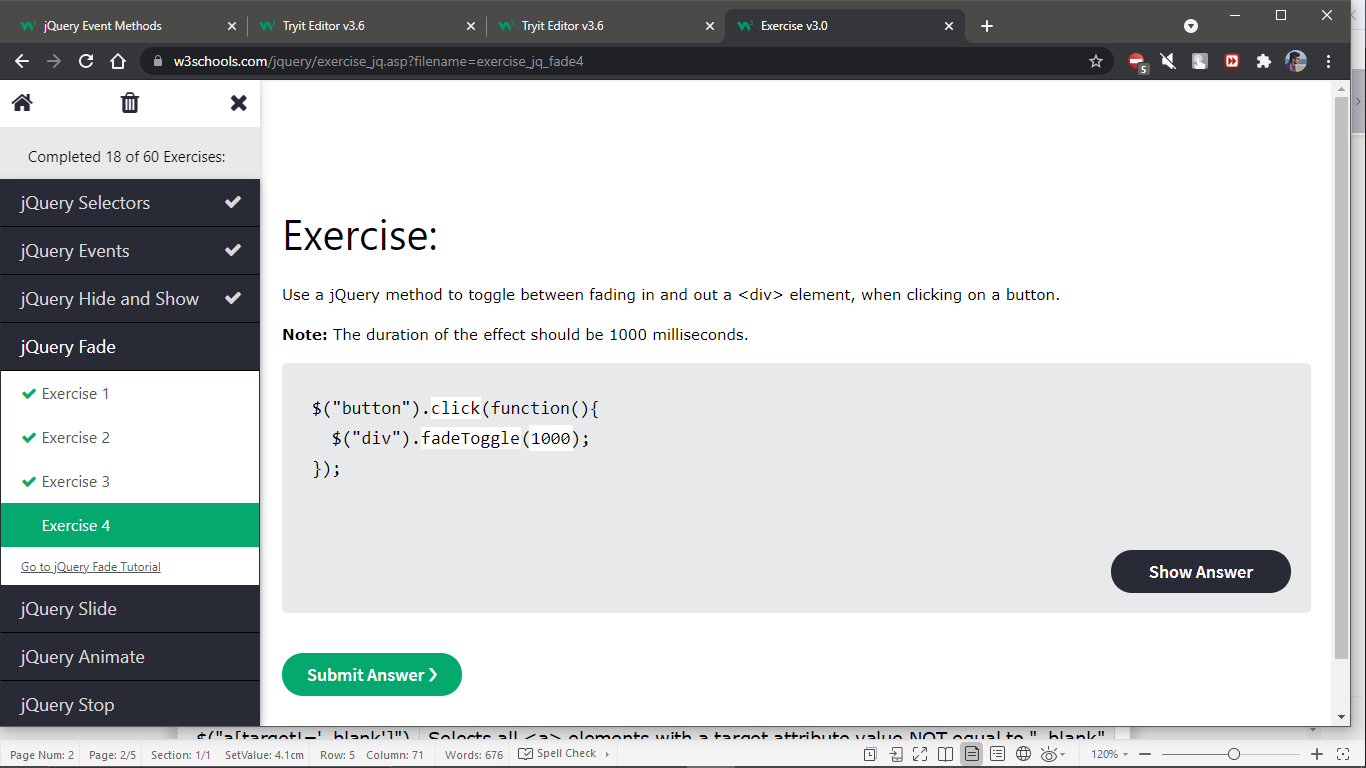 jQuery Event Methods
Tryit Editor v3.6
Tryit Editor v3.6
Exercise v3.0
w3schools.com/jquery/exercise_jq.asp?filename=exercise_jq_fade4
5
Completed 18 of 60 Exercises:
jQuery Selectors
jQuery Events
jQuery Hide and Show
jQuery Fade
Exercise 1
Exercise 2
Exercise 3
Exercise 4
Go to jQuery Fade Tutorial
jQuery Slide
jQuery Animate
jQuery Stop
Exercise:
Use a jQuery method to toggle between fading in and out a <div> element, when clicking on a button.
Note: The duration of the effect should be 1000 milliseconds.
$("button").click(function(){
$("div").fadeToggle(1000);
});
Show Answer
Submit Answer ❯
$("a[target!='_blank']") Selects all <a> elements with a target attribute value NOT equal to "_blank"
Page Num: 2 Page: 2/5 Section: 1/1 SetValue: 4.1cm Row: 5 Column: 71 Words: 676 Spell Check 120%